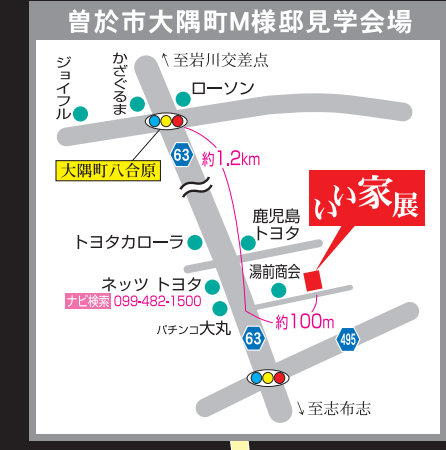 曽於市大隅町M様邸見学会場
↑至岩川交差点
ジョイフル
かざぐるま
ローソン
63
約1.2km
大隅町八合原
いい家展
鹿児島
トヨタ
トヨタカローラ
湯前商会
ネッツ トヨタ
ナビ検索 099-482-1500
約100m
パチンコ大丸
63
495
↓至志布志